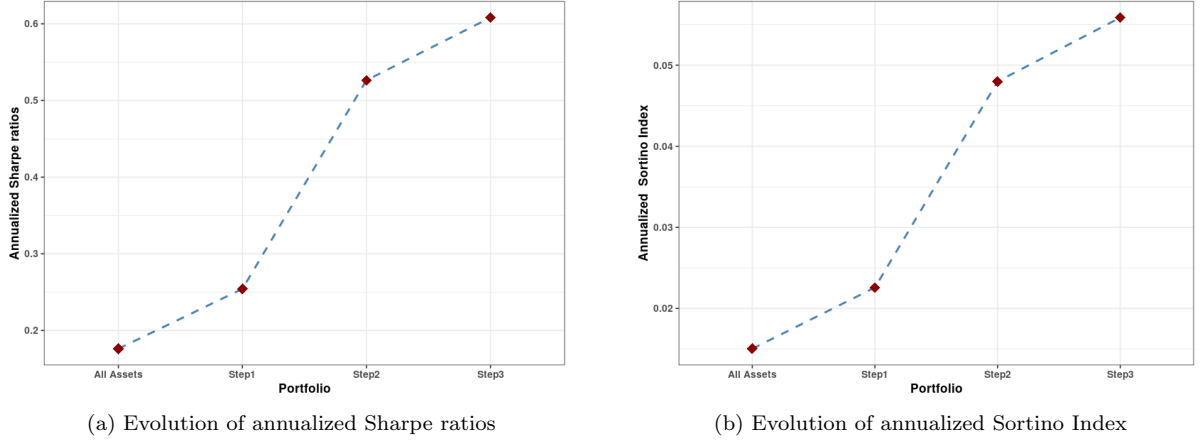 0.6
0.5
0.4
0.3
0.2
Annualized Sharpe ratios
All Assets
Step1
Step2
Step3
Portfolio
(a) Evolution of annualized Sharpe ratios
0.05
0.04
0.03
0.02
Annualized  Sortino Index
All Assets
Step1
Step2
Step3
Portfolio
(b) Evolution of annualized Sortino Index